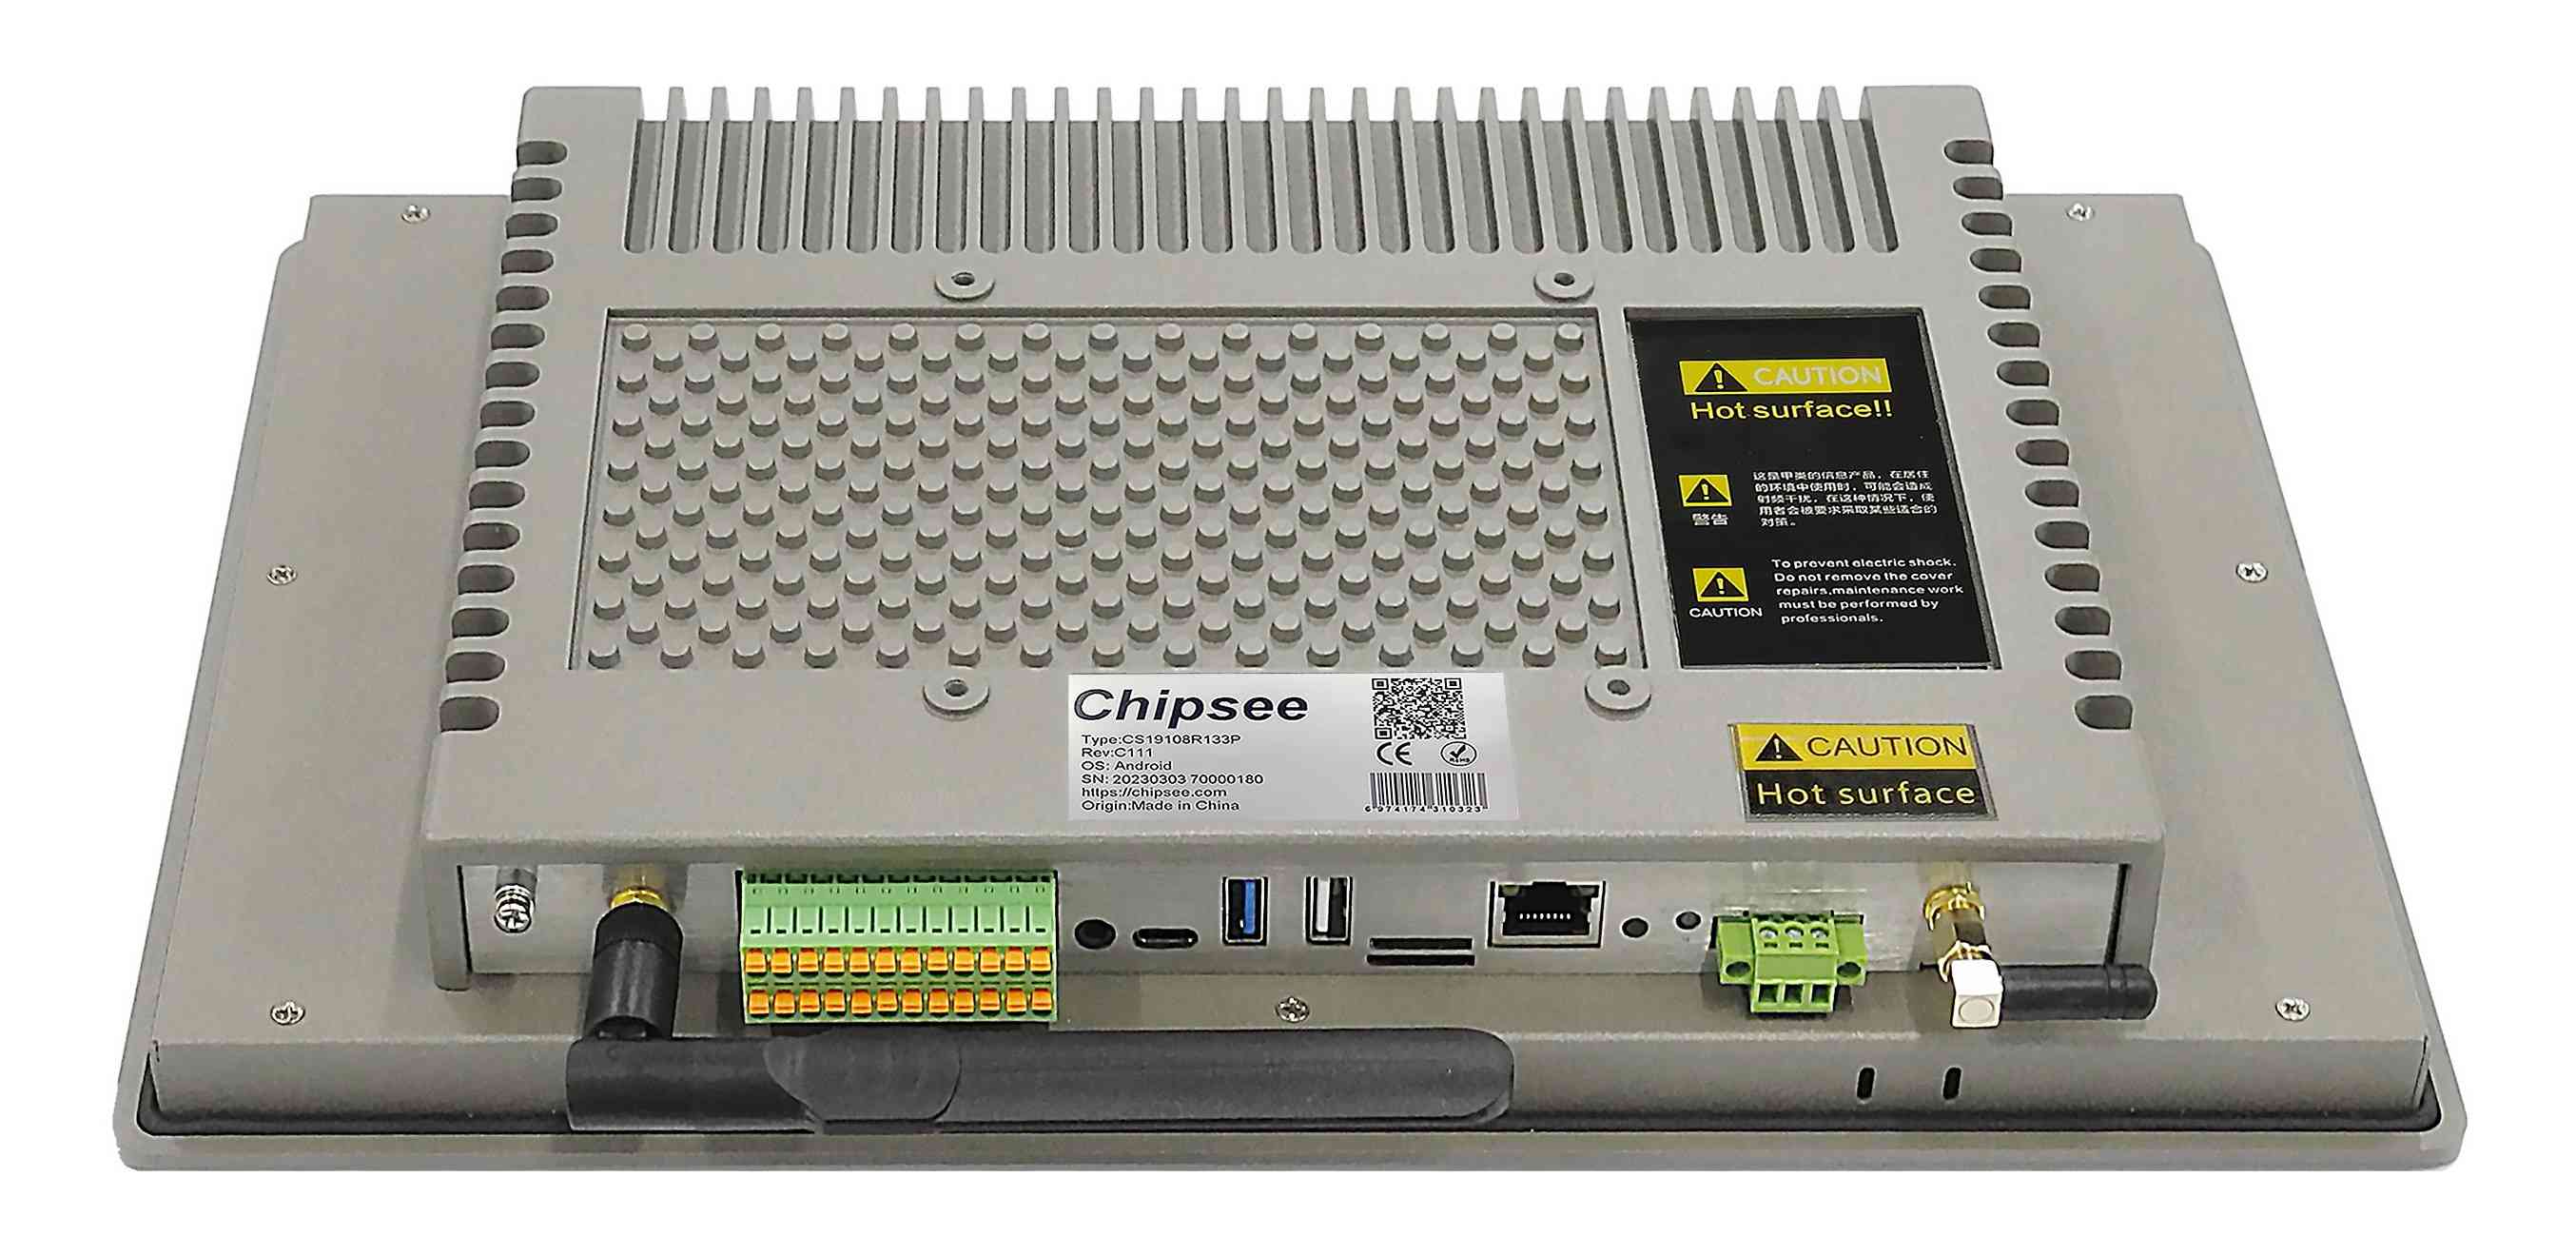 CAUTION
Hot surface!!
这是甲类的信息产品，在居住
的环境中使用时，可能会造成
射频干扰，在这种情况下，使
用者会被要求采取某些适合的
对策。
警告
To prevent electric shock.
Do not remove the cover
repairs,maintenance work
must be performed by
professionals.
CAUTION
Chipsee
Type:CS19108R133P
Rev:C111
OS: Android
SN: 20230303 70000180
https://chipsee.com
Origin:Made in China
CE
RoHS
6 974174 310323
CAUTION
Hot surface